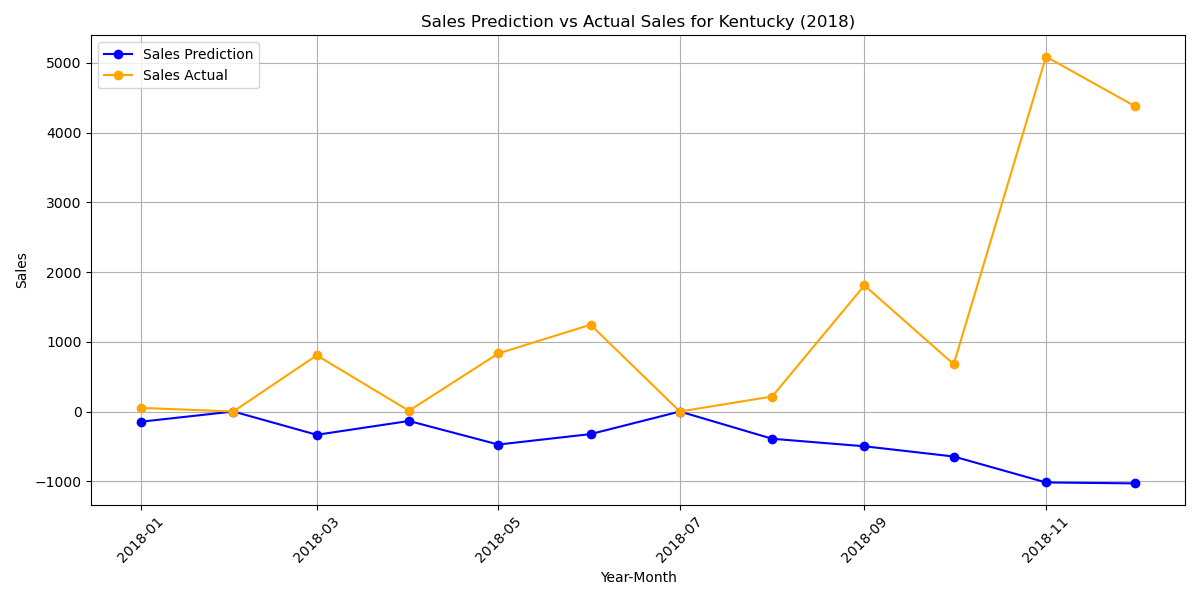 Sales Prediction vs Actual Sales for Kentucky (2018)
Sales Prediction
Sales Actual
5000
4000
3000
2000
1000
0
−1000
Sales
2018-01
2018-03
2018-05
2018-07
2018-09
2018-11
Year-Month